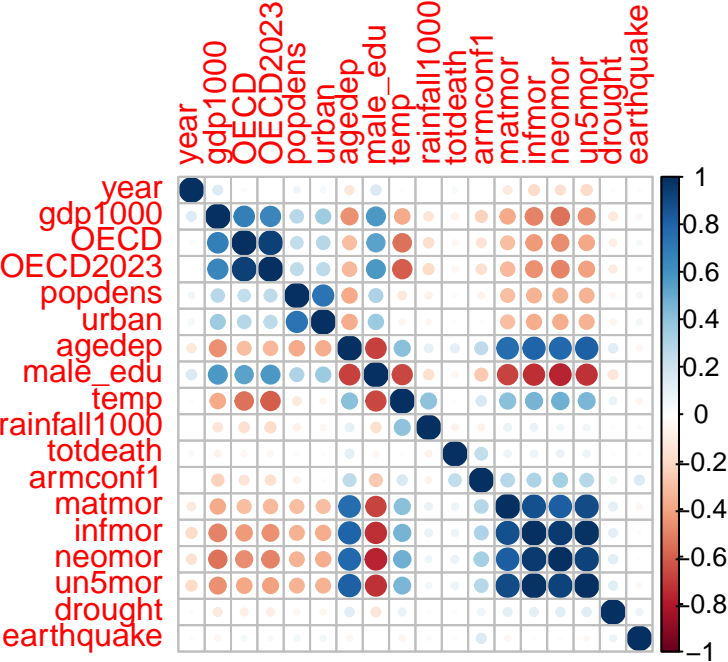 year
gdp1000
OECD
OECD2023
popdens
urban
agedep
male_edu
temp
rainfall1000
totdeath
armconf1
matmor
infmor
neomor
un5mor
drought
earthquake
year
gdp1000
OECD
OECD2023
popdens
urban
agedep
male_edu
temp
rainfall1000
totdeath
armconf1
matmor
infmor
neomor
un5mor
drought
earthquake
1
0.8
0.6
0.4
0.2
0
−0.2
−0.4
−0.6
−0.8
−1